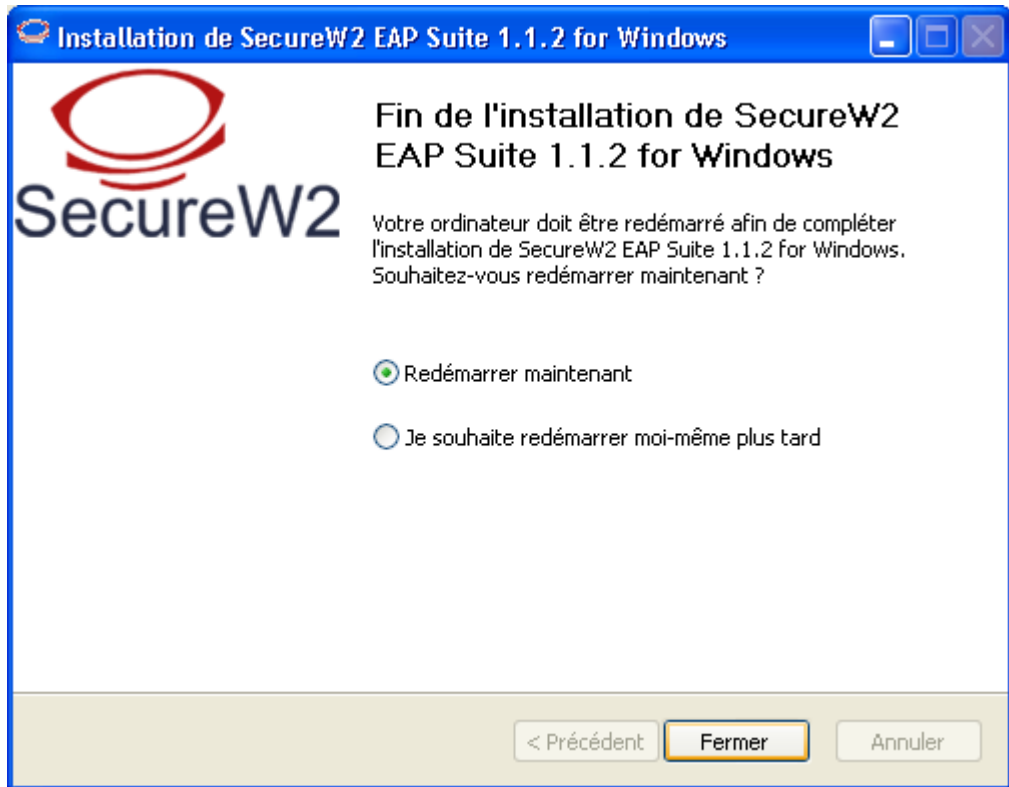 Installation de SecureW2 EAP Suite 1.1.2 for Windows
SecureW2
Fin de l'installation de SecureW2
EAP Suite 1.1.2 for Windows
Votre ordinateur doit être redémarré afin de compléter
l'installation de SecureW2 EAP Suite 1.1.2 for Windows.
Souhaitez-vous redémarrer maintenant ?
Redémarrer maintenant
Je souhaite redémarrer moi-même plus tard
< Précédent
Fermer
Annuler